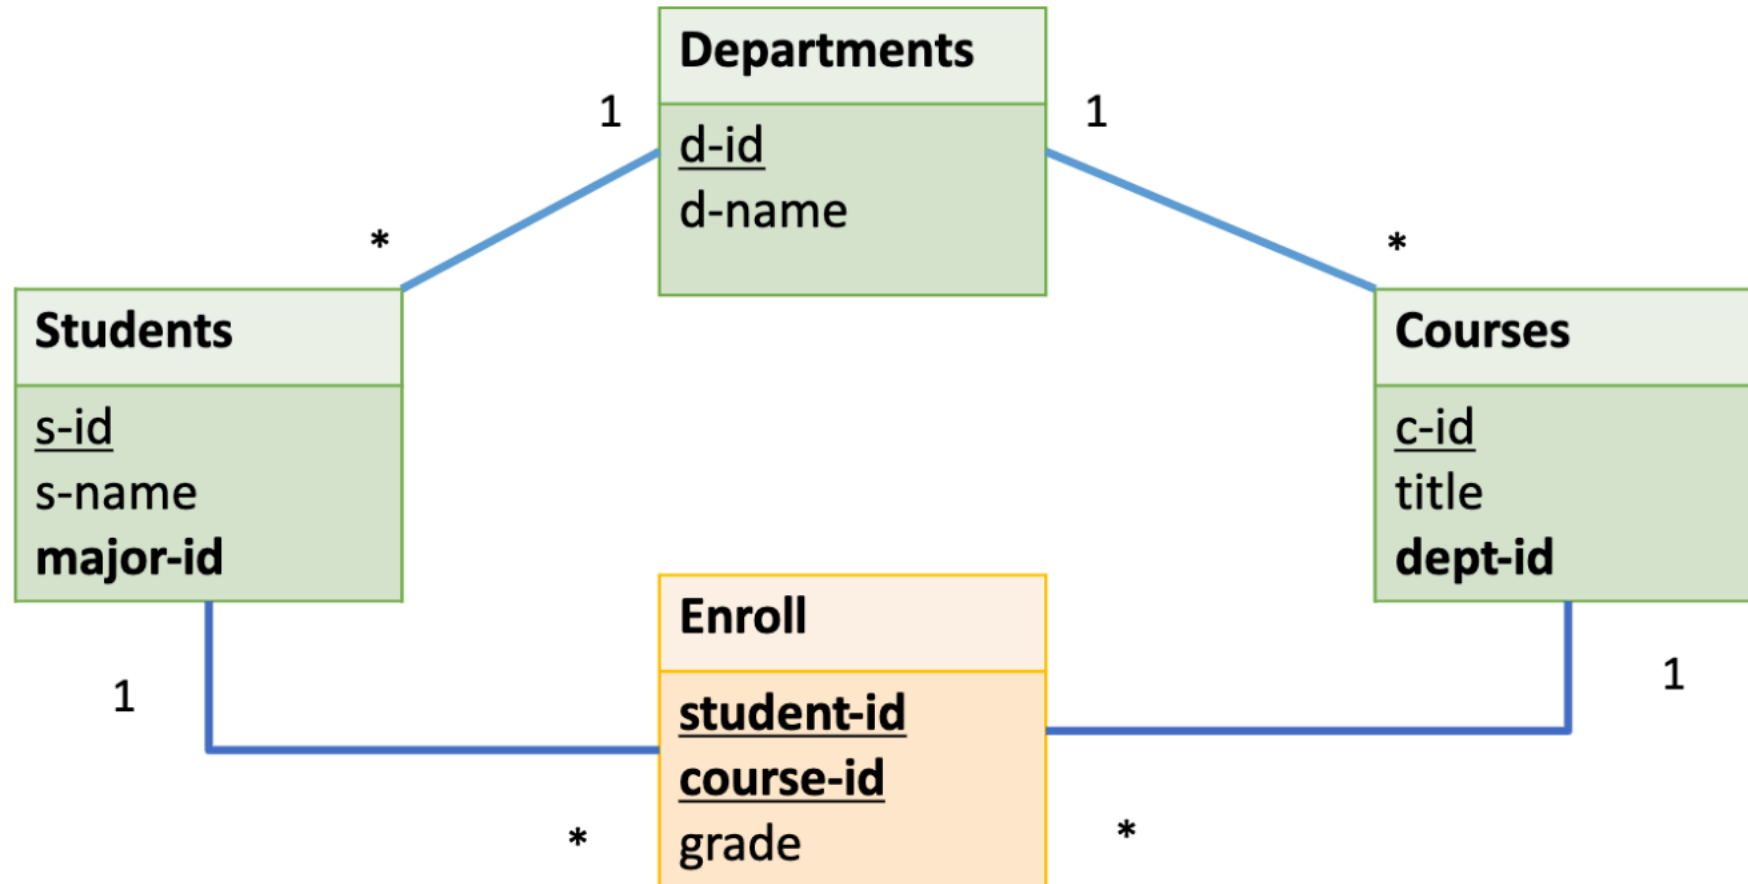 Departments
1
1
d-id
d-name
*
*
Students
s-id
s-name
major-id
Courses
c-id
title
dept-id
Enroll
1
1
student-id
course-id
grade
*
*